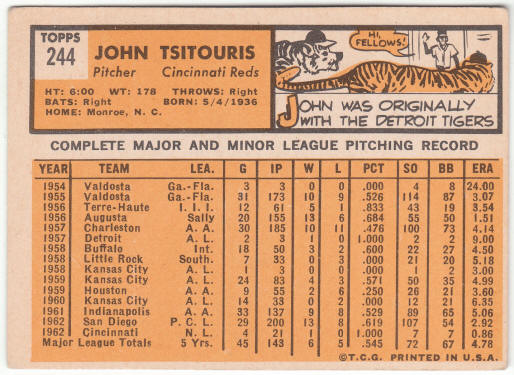 TOPPS
244
JOHN TSITOURIS
Pitcher Cincinnati Reds
HT: 6:00 WT: 178 THROWS: Right
BATS: Right BORN: 5/4/1936
HOME: Monroe, N. C.
HI, FELLOWS!
JOHN WAS ORIGINALLY
WITH THE DETROIT TIGERS
COMPLETE MAJOR AND MINOR LEAGUE PITCHING RECORD
YEAR TEAM LEA. G IP W L PCT SO BB ERA
1954 Valdosta Ga.-Fla. 3 3 0 0 .000 4 8 24.00
1955 Valdosta Ga.-Fla. 31 173 10 9 .526 114 87 3.07
1956 Terre-Haute I. I. I. 12 61 5 1 .833 43 19 3.54
1956 Augusta Sally 20 155 13 6 .684 55 50 1.51
1957 Charleston A. A. 30 185 10 11 .476 100 73 4.14
1957 Detroit A. L. 2 3 1 0 1.000 2 2 9.00
1958 Buffalo Int. 18 50 3 2 .600 27 22 4.50
1958 Little Rock South. 7 33 0 3 .000 21 20 5.18
1958 Kansas City A. L. 1 3 0 0 .000 1 2 3.00
1959 Kansas City A. L. 24 83 4 3 .571 50 35 4.99
1959 Houston A. A. 9 55 2 6 .250 26 21 3.60
1960 Kansas City A. L. 14 33 0 2 .000 12 21 6.35
1961 Indianapolis A. A. 33 137 9 8 .529 89 65 5.06
1962 San Diego P. C. L. 29 200 13 8 .619 107 54 2.92
1962 Cincinnati N. L. 4 21 1 0 1.000 7 7 0.86
Major League Totals 5 Yrs. 45 143 6 5 .545 72 67 4.78
© T.C.G. PRINTED IN U.S.A.